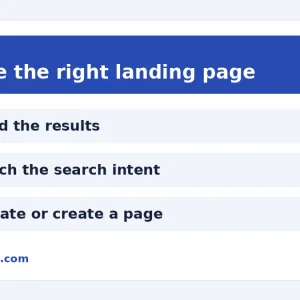 e the right landing page
d the results
ch the search intent
ate or create a page
.com